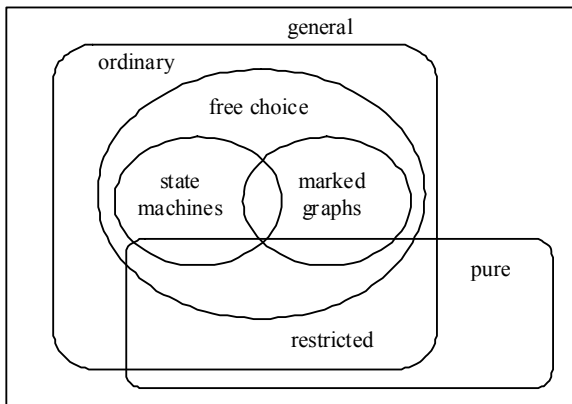 general
ordinary
free choice
state
machines
marked
graphs
pure
restricted